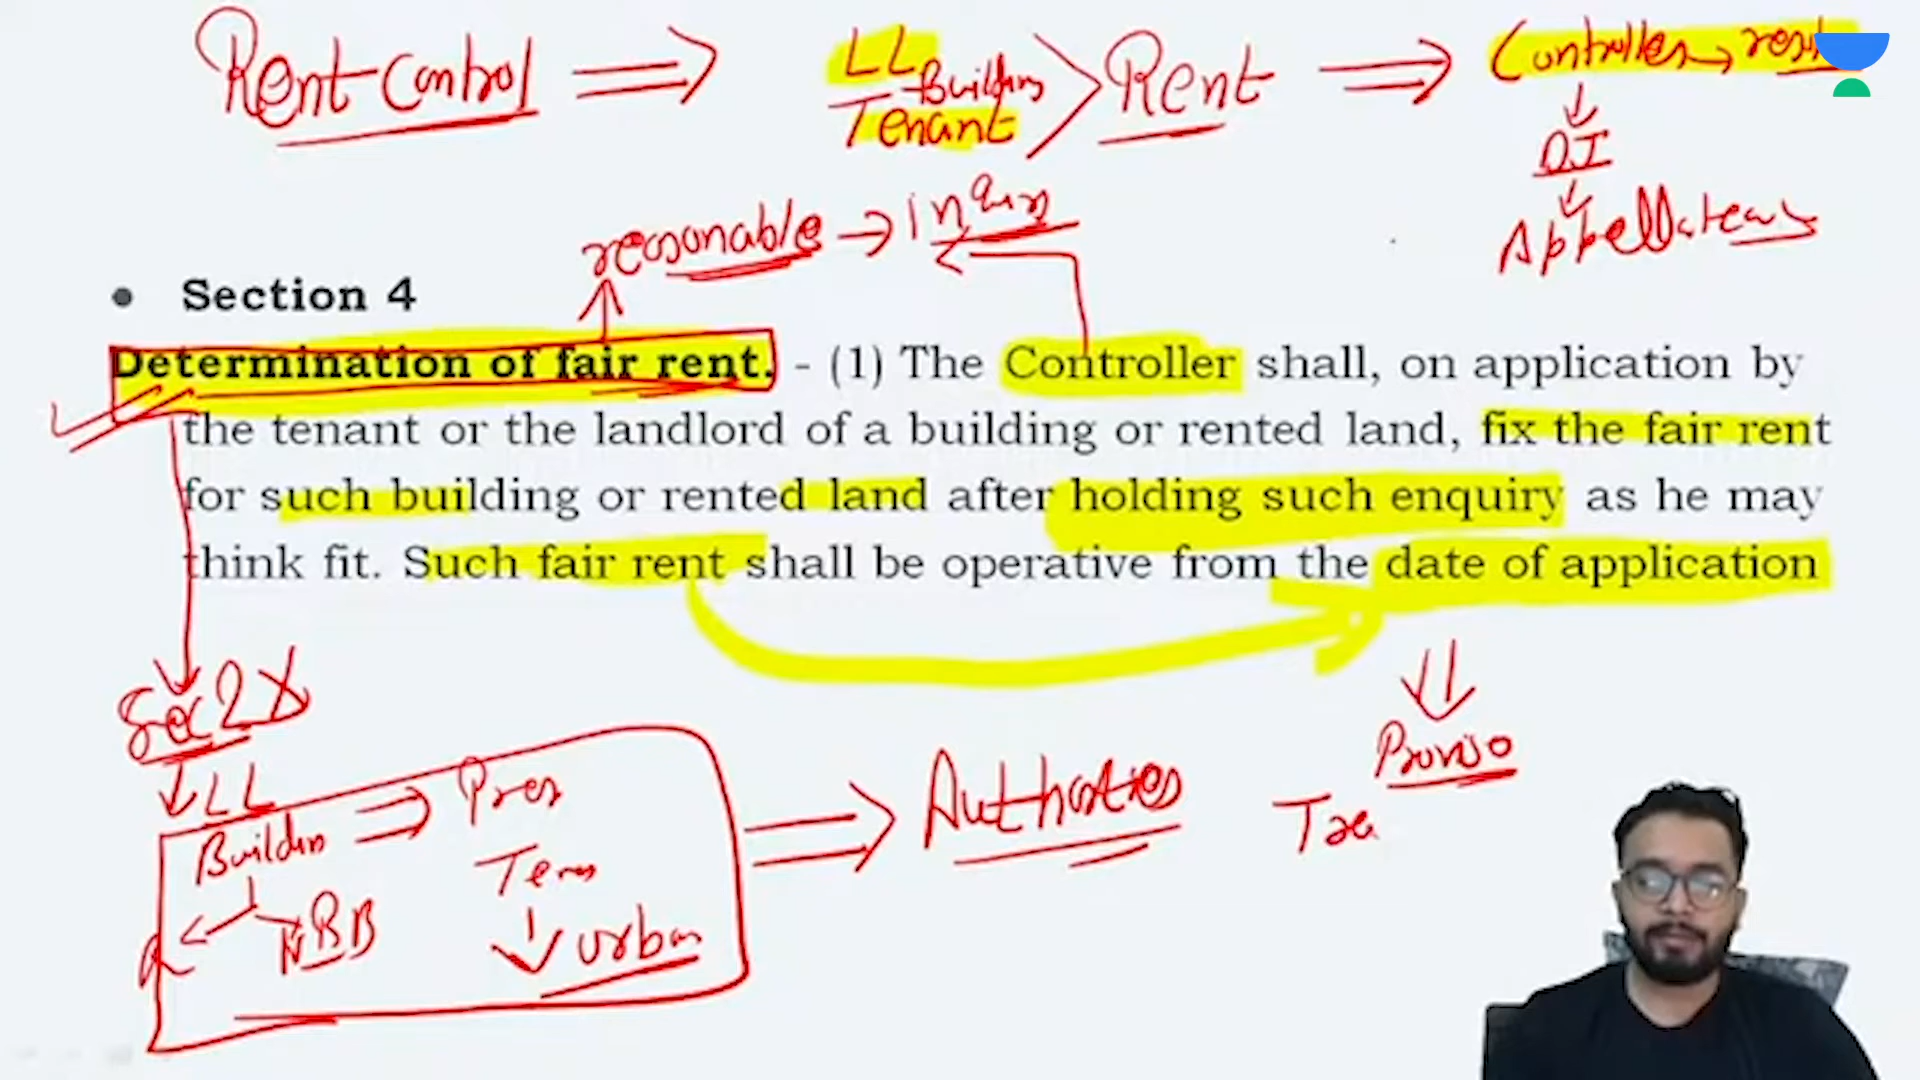 Rent Control ⇒ LL Tenant Building > Rent ⇒ Controller →
DJ
Appellate
reasonable → inquiry
• Section 4
Determination of fair rent. - (1) The Controller shall, on application by
the tenant or the landlord of a building or rented land, fix the fair rent
for such building or rented land after holding such enquiry as he may
think fit. Such fair rent shall be operative from the date of application
Sec 2
Proviso
LL
Authorities
Urban